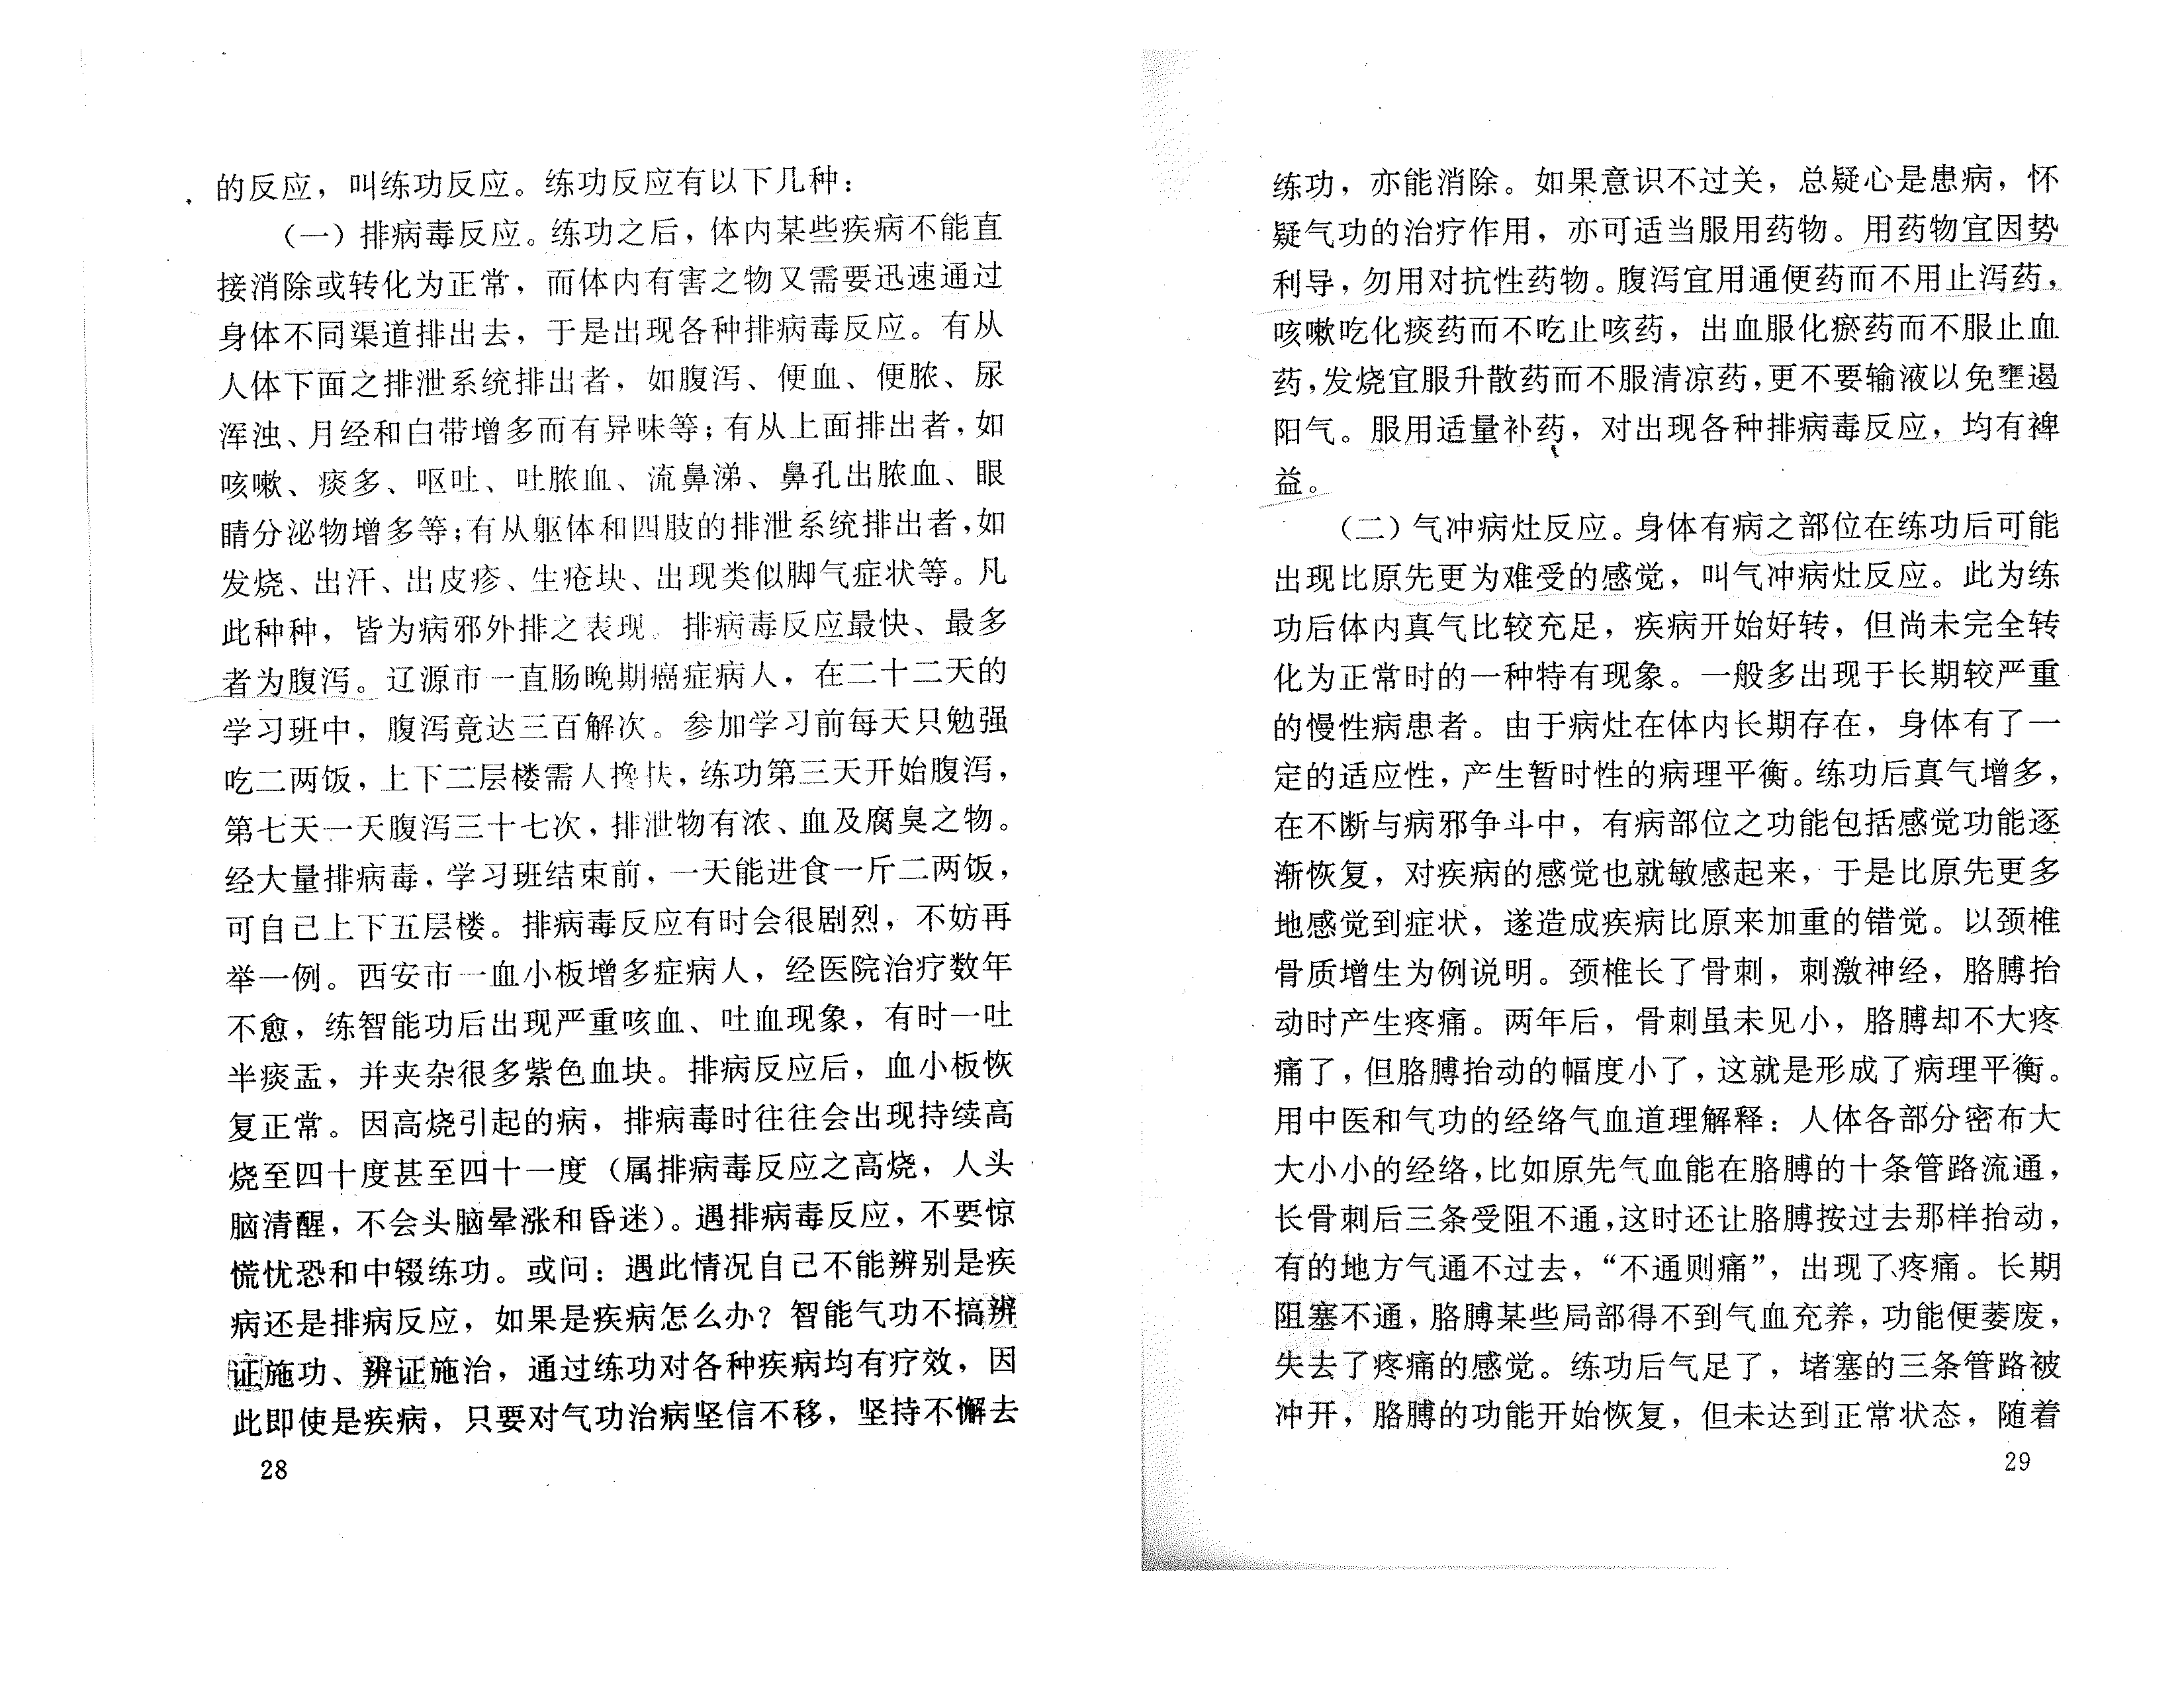 的反应，叫练功反应。练功反应有以下几种：
（一）排病毒反应。练功之后，体内某些疾病不能直
接消除或转化为正常，而体内有害之物又需要迅速通过
身体不同渠道排出去，于是出现各种排病毒反应。有从
人体下面之排泄系统排出者，如腹泻、便血、便脓、尿
浑浊、月经和白带增多而有异味等；有从上面排出者，如
咳嗽、痰多、呕吐、吐脓血、流鼻涕、鼻孔出脓血、眼
睛分泌物增多等；有从躯体和四肢的排泄系统排出者，如
发烧、出汗、出皮疹、生疮块、出现类似脚气症状等。凡
此种种，皆为病邪外排之表现。排病毒反应最快、最多
者为腹泻。辽源市一直肠晚期癌症病人，在二十二天的
学习班中，腹泻竟达三百解次。参加学习前每天只勉强
吃二两饭，上下二层楼需人搀扶，练功第三天开始腹泻，
第七天一天腹泻三十七次，排泄物有浓、血及腐臭之物。
经大量排病毒，学习班结束前，一天能进食一斤二两饭，
可自己上下五层楼。排病毒反应有时会很剧烈，不妨再
举一例。西安市一血小板增多症病人，经医院治疗数年
不愈，练智能功后出现严重咳血、吐血现象，有时一吐
半痰盂，并夹杂很多紫色血块。排病反应后，血小板恢
复正常。因高烧引起的病，排病毒时往往会出现持续高
烧至四十度甚至四十一度（属排病毒反应之高烧，人头
脑清醒，不会头脑晕涨和昏迷）。遇排病毒反应，不要惊
慌忧恐和中辍练功。或问：遇此情况自己不能辨别是疾
病还是排病反应，如果是疾病怎么办？智能气功不搞辨
证施功、辨证施治，通过练功对各种疾病均有疗效，因
此即使是疾病，只要对气功治病坚信不移，坚持不懈去
28
练功，亦能消除。如果意识不过关，总疑心是患病，怀
疑气功的治疗作用，亦可适当服用药物。用药物宜因势
利导，勿用对抗性药物。腹泻宜用通便药而不用止泻药，
咳嗽吃化痰药而不吃止咳药，出血服化瘀药而不服止血
药，发烧宜服升散药而不服清凉药，更不要输液以免壅遏
阳气。服用适量补药，对出现各种排病毒反应，均有裨
益。
（二）气冲病灶反应。身体有病之部位在练功后可能
出现比原先更为难受的感觉，叫气冲病灶反应。此为练
功后体内真气比较充足，疾病开始好转，但尚未完全转
化为正常时的一种特有现象。一般多出现于长期较严重
的慢性病患者。由于病灶在体内长期存在，身体有了一
定的适应性，产生暂时性的病理平衡。练功后真气增多，
在不断与病邪争斗中，有病部位之功能包括感觉功能逐
渐恢复，对疾病的感觉也就敏感起来，于是比原先更多
地感觉到症状，遂造成疾病比原来加重的错觉。以颈椎
骨质增生为例说明。颈椎长了骨刺，刺激神经，胳膊抬
动时产生疼痛。两年后，骨刺虽未见小，胳膊却不大疼
痛了，但胳膊抬动的幅度小了，这就是形成了病理平衡。
用中医和气功的经络气血道理解释：人体各部分密布大
大小小的经络，比如原先气血能在胳膊的十条管路流通，
长骨刺后三条受阻不通，这时还让胳膊按过去那样抬动，
有的地方气通不过去，“不通则痛”，出现了疼痛。长期
阻塞不通，胳膊某些局部得不到气血充养，功能便萎废，
失去了疼痛的感觉。练功后气足了，堵塞的三条管路被
冲开，胳膊的功能开始恢复，但未达到正常状态，随着
29